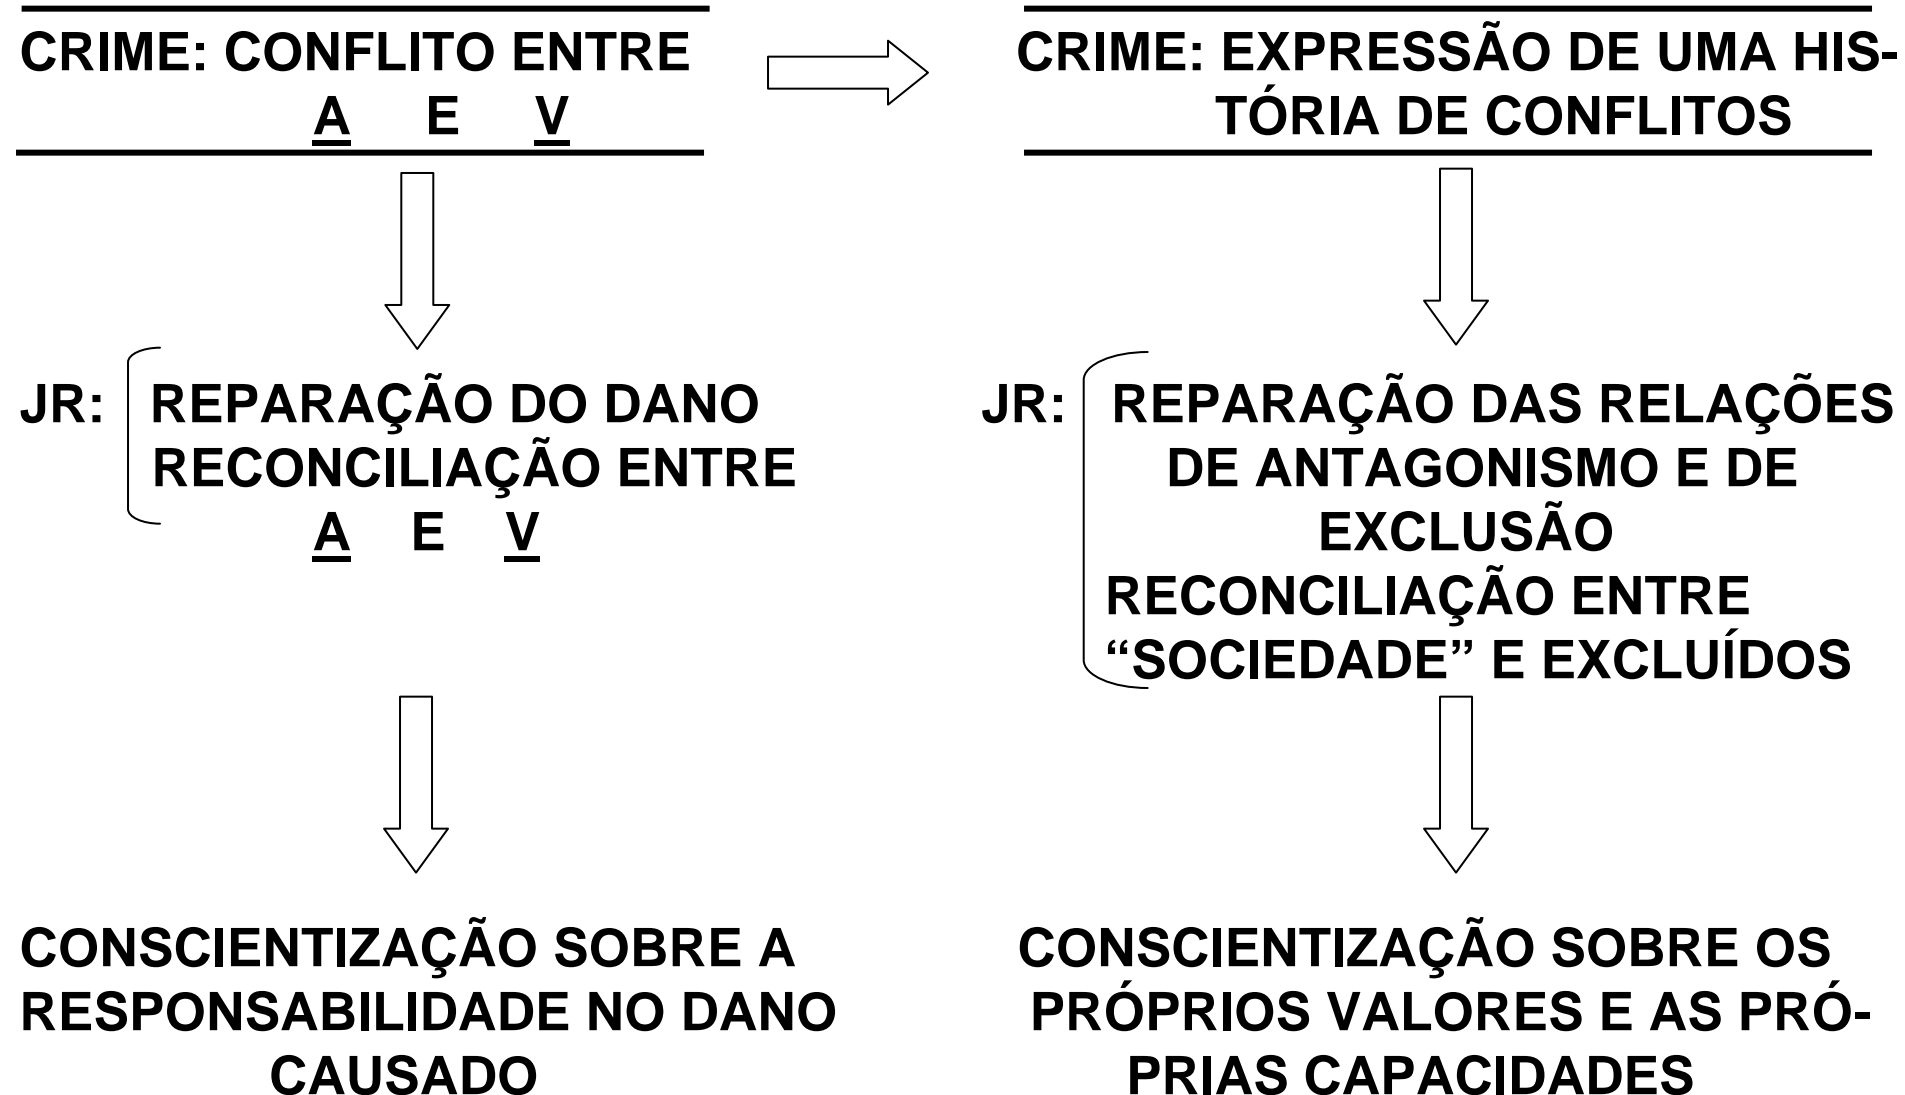 CRIME: CONFLITO ENTRE
A E V
JR: REPARAÇÃO DO DANO
RECONCILIAÇÃO ENTRE
A E V
CONSCIENTIZAÇÃO SOBRE A
RESPONSABILIDADE NO DANO
CAUSADO
CRIME: EXPRESSÃO DE UMA HIS-
TÓRIA DE CONFLITOS
JR: REPARAÇÃO DAS RELAÇÕES
DE ANTAGONISMO E DE
EXCLUSÃO
RECONCILIAÇÃO ENTRE
“SOCIEDADE” E EXCLUÍDOS
CONSCIENTIZAÇÃO SOBRE OS
PRÓPRIOS VALORES E AS PRÓ-
PRIAS CAPACIDADES